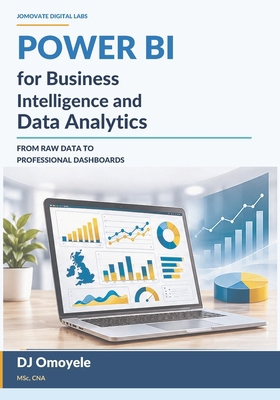 JOMOVATE DIGITAL LABS
POWER BI
for Business
Intelligence and
Data Analytics
FROM RAW DATA TO
PROFESSIONAL DASHBOARDS
DJ Omoyele
MSc, CNA